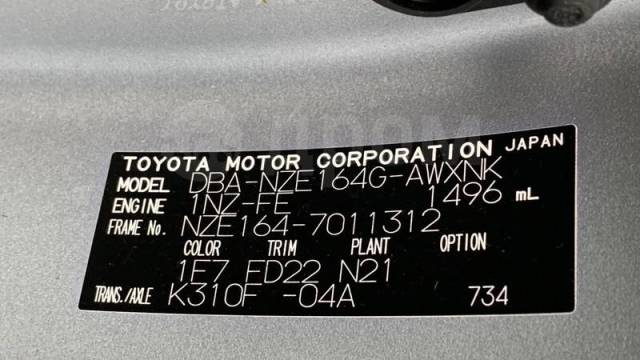 TOYOTA MOTOR CORPORATION JAPAN
MODEL DBA-NZE164G-AWXNK
ENGINE 1NZ-FE 1496 mL
FRAME No. NZE164-7011312
COLOR TRIM PLANT OPTION
1E7 FD22 N21
TRANS./AXLE K310F -04A 734